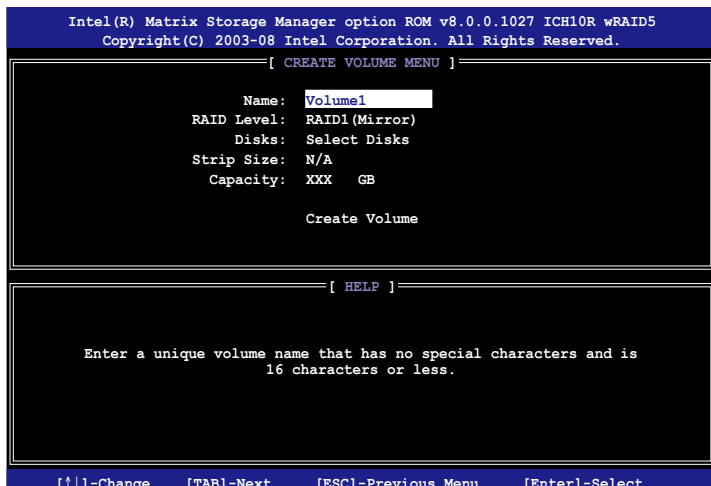 Intel(R) Matrix Storage Manager option ROM v8.0.0.1027 ICH10R wRAID5
Copyright(C) 2003-08 Intel Corporation. All Rights Reserved.
[ CREATE VOLUME MENU ]
Name: Volume1
RAID Level: RAID1(Mirror)
Disks: Select Disks
Strip Size: N/A
Capacity: XXX GB
Create Volume
[ HELP ]
Enter a unique volume name that has no special characters and is
16 characters or less.
[↑↓]-Change [TAB]-Next [ESC]-Previous Menu [Enter]-Select